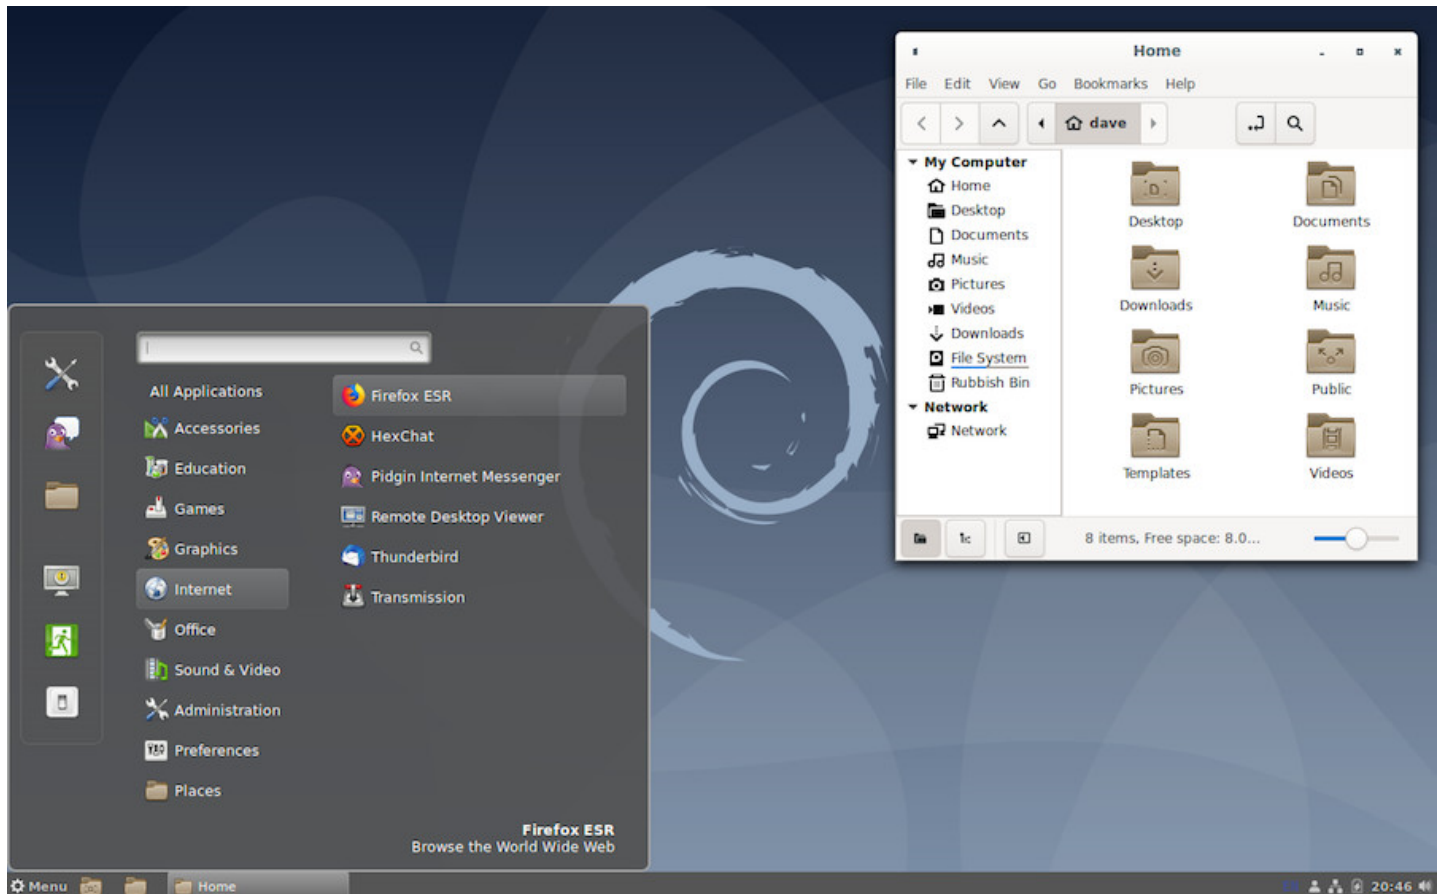 Home
File Edit View Go Bookmarks Help
dave
My Computer
Home
Desktop
Documents
Music
Pictures
Videos
Downloads
File System
Rubbish Bin
Network
Network
Desktop Documents
Downloads Music
Pictures Public
Templates Videos
8 items, Free space: 8.0...
All Applications
Accessories
Education
Games
Graphics
Internet
Office
Sound & Video
Administration
Preferences
Places
Firefox ESR
HexChat
Pidgin Internet Messenger
Remote Desktop Viewer
Thunderbird
Transmission
Firefox ESR
Browse the World Wide Web
Menu Home 20:46